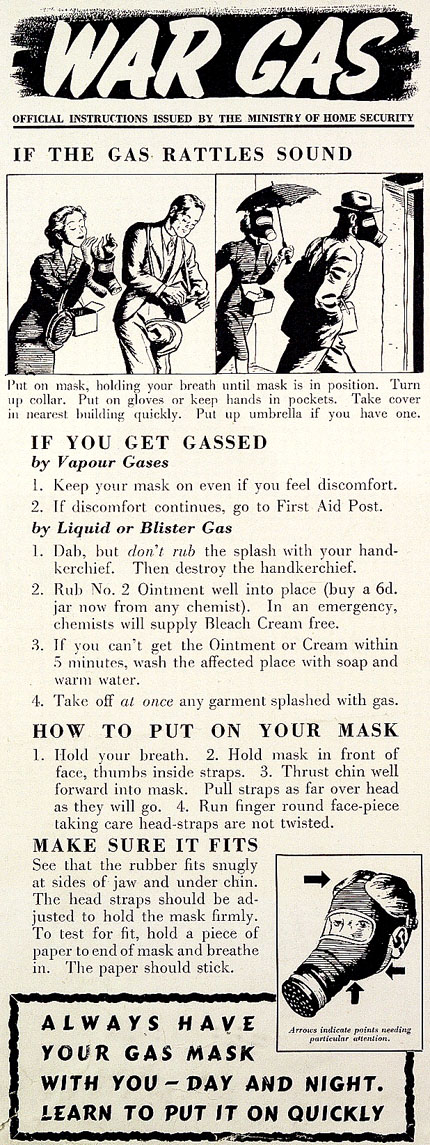 WAR GAS
OFFICIAL INSTRUCTIONS ISSUED BY THE MINISTRY OF HOME SECURITY
IF THE GAS RATTLES SOUND
Put on mask, holding your breath until mask is in position. Turn
up collar. Put on gloves or keep hands in pockets. Take cover
in nearest building quickly. Put up umbrella if you have one.
IF YOU GET GASSED
by Vapour Gases
1. Keep your mask on even if you feel discomfort.
2. If discomfort continues, go to First Aid Post.
by Liquid or Blister Gas
1. Dab, but don't rub the splash with your hand-
kerchief. Then destroy the handkerchief.
2. Rub No. 2 Ointment well into place (buy a 6d.
jar now from any chemist). In an emergency,
chemists will supply Bleach Cream free.
3. If you can't get the Ointment or Cream within
5 minutes, wash the affected place with soap and
warm water.
4. Take off at once any garment splashed with gas.
HOW TO PUT ON YOUR MASK
1. Hold your breath. 2. Hold mask in front of
face, thumbs inside straps. 3. Thrust chin well
forward into mask. Pull straps as far over head
as they will go. 4. Run finger round face-piece
taking care head-straps are not twisted.
MAKE SURE IT FITS
See that the rubber fits snugly
at sides of jaw and under chin.
The head straps should be ad-
justed to hold the mask firmly.
To test for fit, hold a piece of
paper to end of mask and breathe
in. The paper should stick.
Arrows indicate points needing
particular attention.
ALWAYS HAVE
YOUR GAS MASK
WITH YOU – DAY AND NIGHT.
LEARN TO PUT IT ON QUICKLY